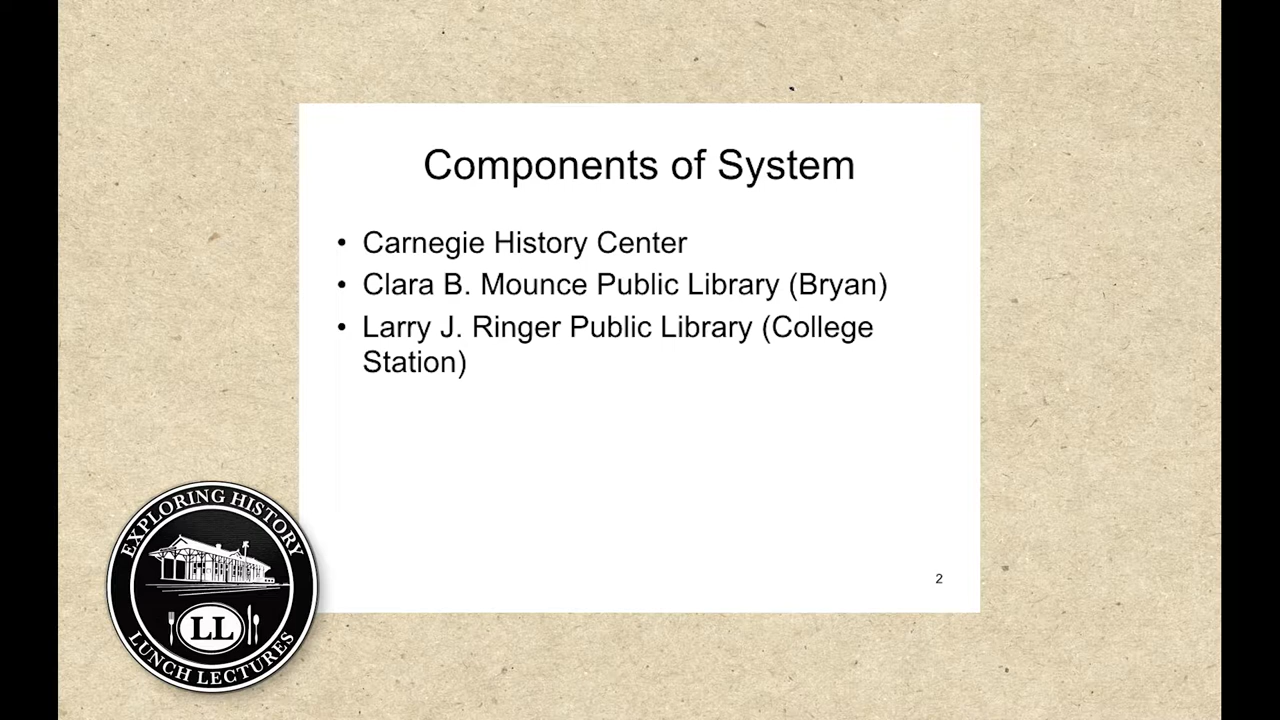 Components of System
• Carnegie History Center
• Clara B. Mounce Public Library (Bryan)
• Larry J. Ringer Public Library (College
Station)
2
EXPLORING HISTORY
LL
LUNCH LECTURES